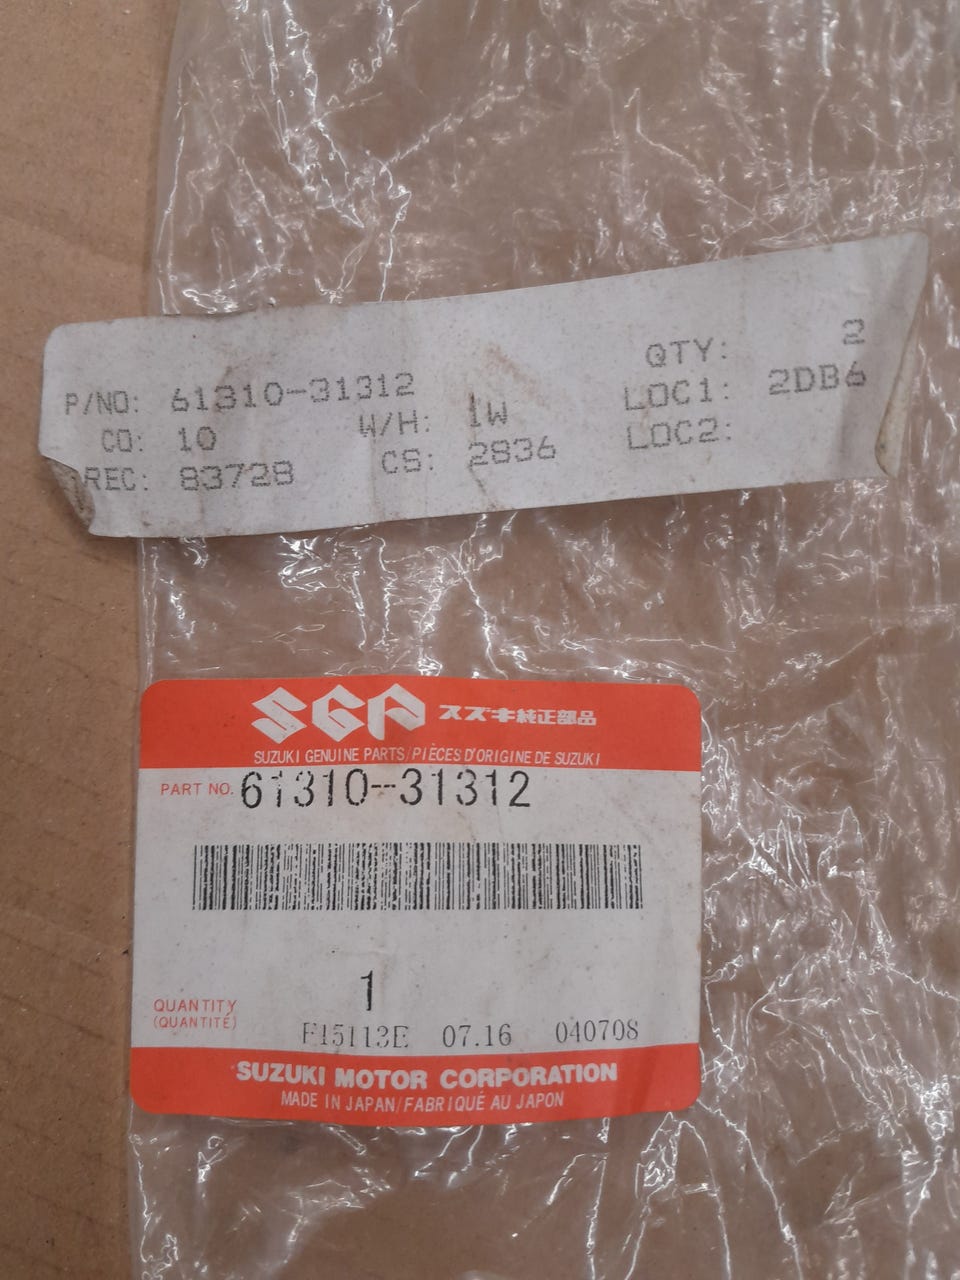 QTY: 2
P/NO: 61310-31312 LOC1: 2DB6
CO: 10 W/H: 1W LOC2:
REC: 83728 CS: 2836
SGP スズキ純正部品
SUZUKI GENUINE PARTS/PIÈCES D'ORIGINE DE SUZUKI
PART NO. 61310-31312
1
QUANTITY
(QUANTITÉ)
F15113E 07.16 040708
SUZUKI MOTOR CORPORATION
MADE IN JAPAN/FABRIQUÉ AU JAPON